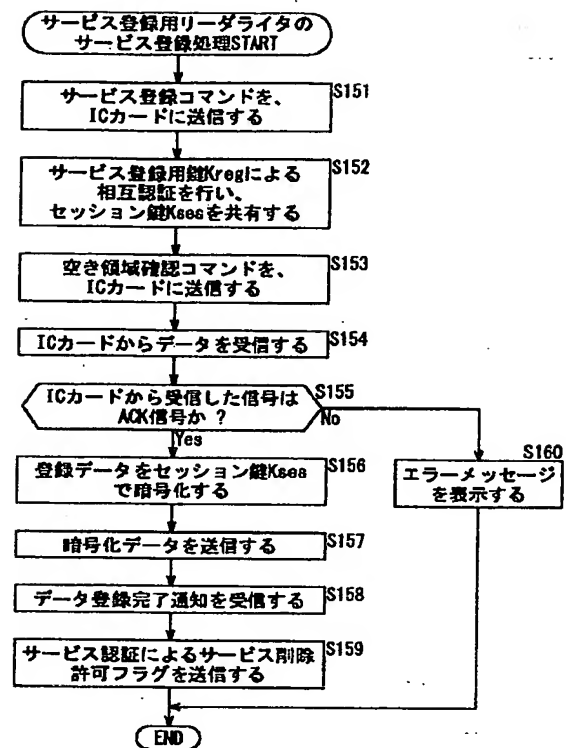 サービス登録用リーダライタの
サービス登録処理START
サービス登録コマンドを、
ICカードに送信する
S151
サービス登録用鍵Kregによる
相互認証を行い、
セッション鍵Ksesを共有する
S152
空き領域確認コマンドを、
ICカードに送信する
S153
ICカードからデータを受信する
S154
ICカードから受信した信号は
ACK信号か ?
S155
No
Yes
登録データをセッション鍵Kses
で暗号化する
S156
S160
エラーメッセージ
を表示する
暗号化データを送信する
S157
データ登録完了通知を受信する
S158
サービス認証によるサービス削除
許可フラグを送信する
S159
END